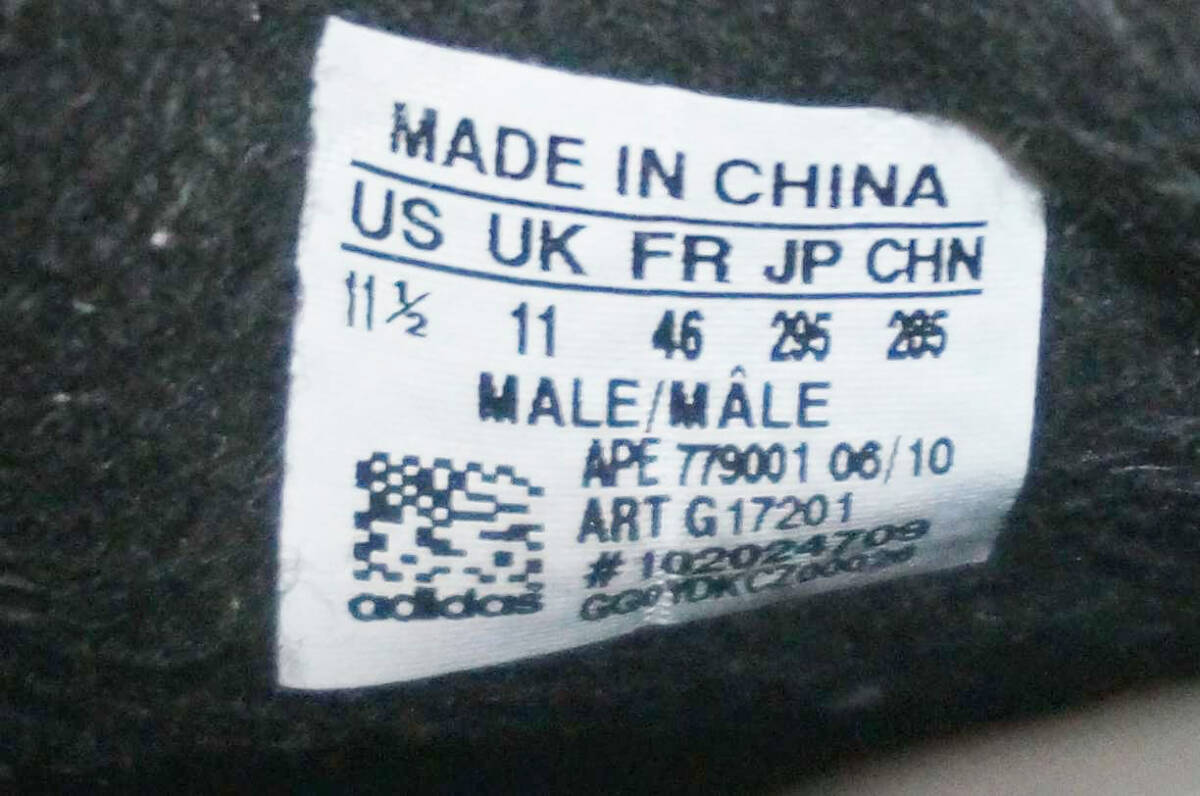 MADE IN CHINA
US UK FR JP CHN
11½ 11 46 295 285
MALE/MÂLE
APE 779001 06/10
ART G17201
# 102024709
adidas